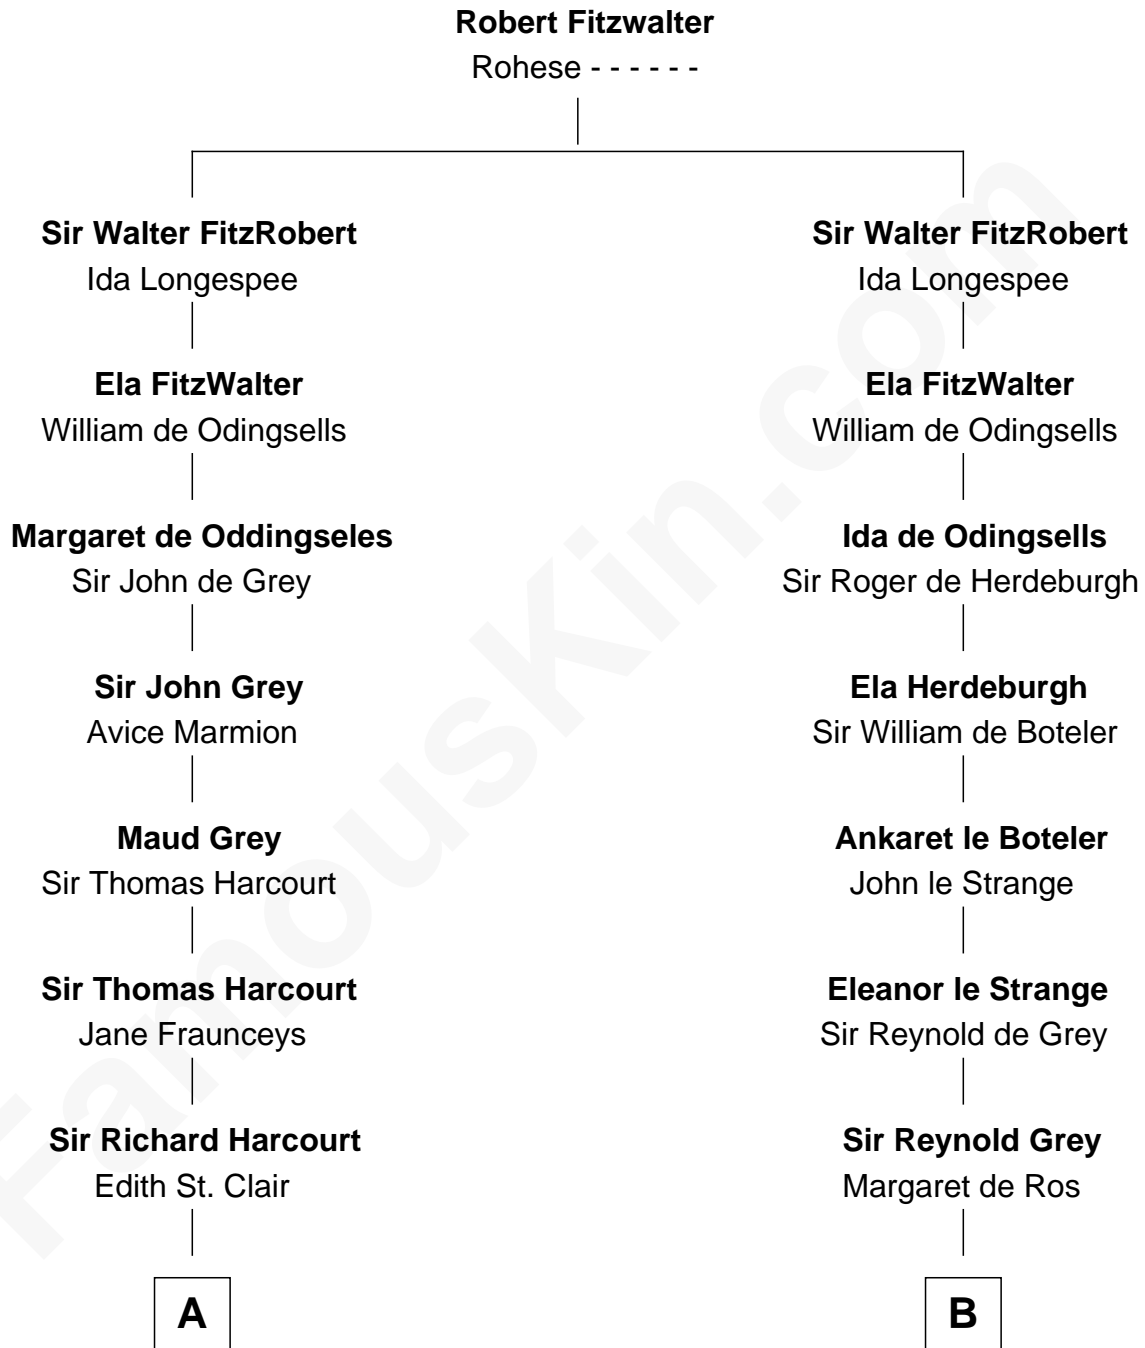 Robert Fitzwalter
Rohese - - - - - -
Sir Walter FitzRobert
Ida Longespee
Sir Walter FitzRobert
Ida Longespee
Ela FitzWalter
William de Odingsells
Ela FitzWalter
William de Odingsells
Margaret de Oddingseles
Sir John de Grey
Ida de Odingsells
Sir Roger de Herdeburgh
Sir John Grey
Avice Marmion
Ela Herdeburgh
Sir William de Boteler
Maud Grey
Sir Thomas Harcourt
Ankaret le Boteler
John le Strange
Sir Thomas Harcourt
Jane Fraunceys
Eleanor le Strange
Sir Reynold de Grey
Sir Richard Harcourt
Edith St. Clair
Sir Reynold Grey
Margaret de Ros
A
B
FamousKin.com